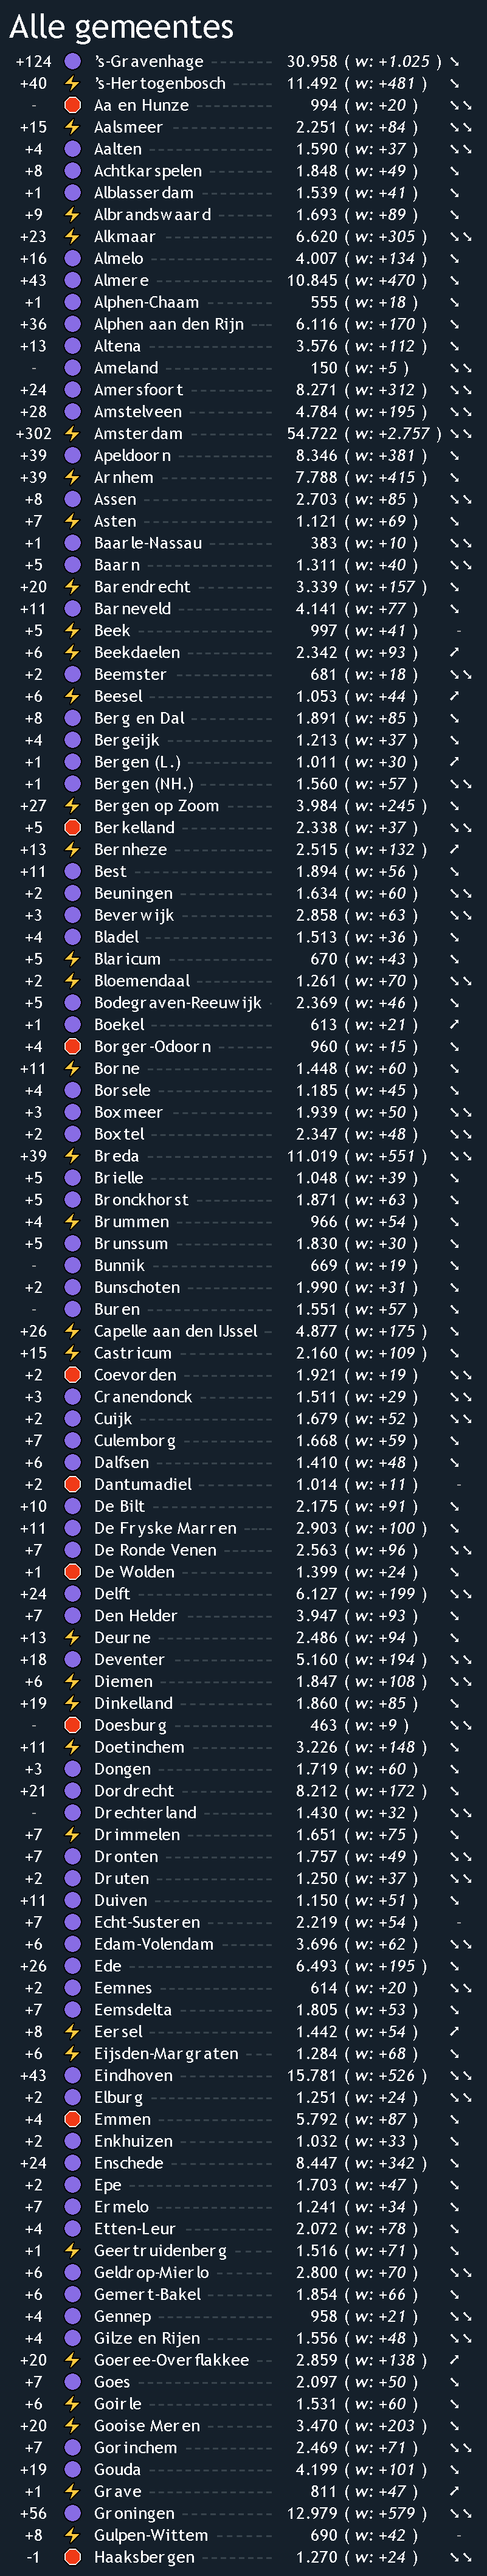 Alle gemeentes
+124 's-Gravenhage 30.958 ( w: +1.025 )
+40 's-Hertogenbosch 11.492 ( w: +481 )
- Aa en Hunze 994 ( w: +20 )
+15 Aalsmeer 2.251 ( w: +84 )
+4 Aalten 1.590 ( w: +37 )
+8 Achtkarspelen 1.848 ( w: +49 )
+1 Alblasserdam 1.539 ( w: +41 )
+9 Albrandswaard 1.693 ( w: +89 )
+23 Alkmaar 6.620 ( w: +305 )
+16 Almelo 4.007 ( w: +134 )
+43 Almere 10.845 ( w: +470 )
+1 Alphen-Chaam 555 ( w: +18 )
+36 Alphen aan den Rijn 6.116 ( w: +170 )
+13 Altena 3.576 ( w: +112 )
- Ameland 150 ( w: +5 )
+24 Amersfoort 8.271 ( w: +312 )
+28 Amstelveen 4.784 ( w: +195 )
+302 Amsterdam 54.722 ( w: +2.757 )
+39 Apeldoorn 8.346 ( w: +381 )
+39 Arnhem 7.788 ( w: +415 )
+8 Assen 2.703 ( w: +85 )
+7 Asten 1.121 ( w: +69 )
+1 Baarle-Nassau 383 ( w: +10 )
+5 Baarn 1.311 ( w: +40 )
+20 Barendrecht 3.339 ( w: +157 )
+11 Barneveld 4.141 ( w: +77 )
+5 Beek 997 ( w: +41 ) -
+6 Beekdaelen 2.342 ( w: +93 )
+2 Beemster 681 ( w: +18 )
+6 Beesel 1.053 ( w: +44 )
+8 Berg en Dal 1.891 ( w: +85 )
+4 Bergeijk 1.213 ( w: +37 )
+1 Bergen (L.) 1.011 ( w: +30 )
+1 Bergen (NH.) 1.560 ( w: +57 )
+27 Bergen op Zoom 3.984 ( w: +245 )
+5 Berkelland 2.338 ( w: +37 )
+13 Bernheze 2.515 ( w: +132 )
+11 Best 1.894 ( w: +56 )
+2 Beuningen 1.634 ( w: +60 )
+3 Beverwijk 2.858 ( w: +63 )
+4 Bladel 1.513 ( w: +36 )
+5 Blaricum 670 ( w: +43 )
+2 Bloemendaal 1.261 ( w: +70 )
+5 Bodegraven-Reeuwijk 2.369 ( w: +46 )
+1 Boekel 613 ( w: +21 )
+4 Borger-Odoorn 960 ( w: +15 )
+11 Borne 1.448 ( w: +60 )
+4 Borsele 1.185 ( w: +45 )
+3 Boxmeer 1.939 ( w: +50 )
+2 Boxtel 2.347 ( w: +48 )
+39 Breda 11.019 ( w: +551 )
+5 Brielle 1.048 ( w: +39 )
+5 Bronckhorst 1.871 ( w: +63 )
+4 Brummen 966 ( w: +54 )
+5 Brunssum 1.830 ( w: +30 )
- Bunnik 669 ( w: +19 )
+2 Bunschoten 1.990 ( w: +31 )
- Buren 1.551 ( w: +57 )
+26 Capelle aan den IJssel 4.877 ( w: +175 )
+15 Castricum 2.160 ( w: +109 )
+2 Coevorden 1.921 ( w: +19 )
+3 Cranendonck 1.511 ( w: +29 )
+2 Cuijk 1.679 ( w: +52 )
+7 Culemborg 1.668 ( w: +59 )
+6 Dalfsen 1.410 ( w: +48 )
+2 Dantumadiel 1.014 ( w: +11 ) -
+10 De Bilt 2.175 ( w: +91 )
+11 De Fryske Marren 2.903 ( w: +100 )
+7 De Ronde Venen 2.563 ( w: +96 )
+1 De Wolden 1.399 ( w: +24 )
+24 Delft 6.127 ( w: +199 )
+7 Den Helder 3.947 ( w: +93 )
+13 Deurne 2.486 ( w: +94 )
+18 Deventer 5.160 ( w: +194 )
+6 Diemen 1.847 ( w: +108 )
+19 Dinkelland 1.860 ( w: +85 )
- Doesburg 463 ( w: +9 )
+11 Doetinchem 3.226 ( w: +148 )
+3 Dongen 1.719 ( w: +60 )
+21 Dordrecht 8.212 ( w: +172 )
- Drechterland 1.430 ( w: +32 )
+7 Drimmelen 1.651 ( w: +75 )
+7 Dronten 1.757 ( w: +49 )
+2 Druten 1.250 ( w: +37 )
+11 Duiven 1.150 ( w: +51 )
+7 Echt-Susteren 2.219 ( w: +54 ) -
+6 Edam-Volendam 3.696 ( w: +62 )
+26 Ede 6.493 ( w: +195 )
+2 Eemnes 614 ( w: +20 )
+7 Eemsdelta 1.805 ( w: +53 )
+8 Eersel 1.442 ( w: +54 )
+6 Eijsden-Margraten 1.284 ( w: +68 )
+43 Eindhoven 15.781 ( w: +526 )
+2 Elburg 1.251 ( w: +24 )
+4 Emmen 5.792 ( w: +87 )
+2 Enkhuizen 1.032 ( w: +33 )
+24 Enschede 8.447 ( w: +342 )
+2 Epe 1.703 ( w: +47 )
+7 Ermelo 1.241 ( w: +34 )
+4 Etten-Leur 2.072 ( w: +78 )
+1 Geertruidenberg 1.516 ( w: +71 )
+6 Geldrop-Mierlo 2.800 ( w: +70 )
+6 Gemert-Bakel 1.854 ( w: +66 )
+4 Gennep 958 ( w: +21 )
+4 Gilze en Rijen 1.556 ( w: +48 )
+20 Goeree-Overflakkee 2.859 ( w: +138 )
+7 Goes 2.097 ( w: +50 )
+6 Goirle 1.531 ( w: +60 )
+20 Gooise Meren 3.470 ( w: +203 )
+7 Gorinchem 2.469 ( w: +71 )
+19 Gouda 4.199 ( w: +101 )
+1 Grave 811 ( w: +47 )
+56 Groningen 12.979 ( w: +579 )
+8 Gulpen-Wittem 690 ( w: +42 ) -
-1 Haaksbergen 1.270 ( w: +24 )